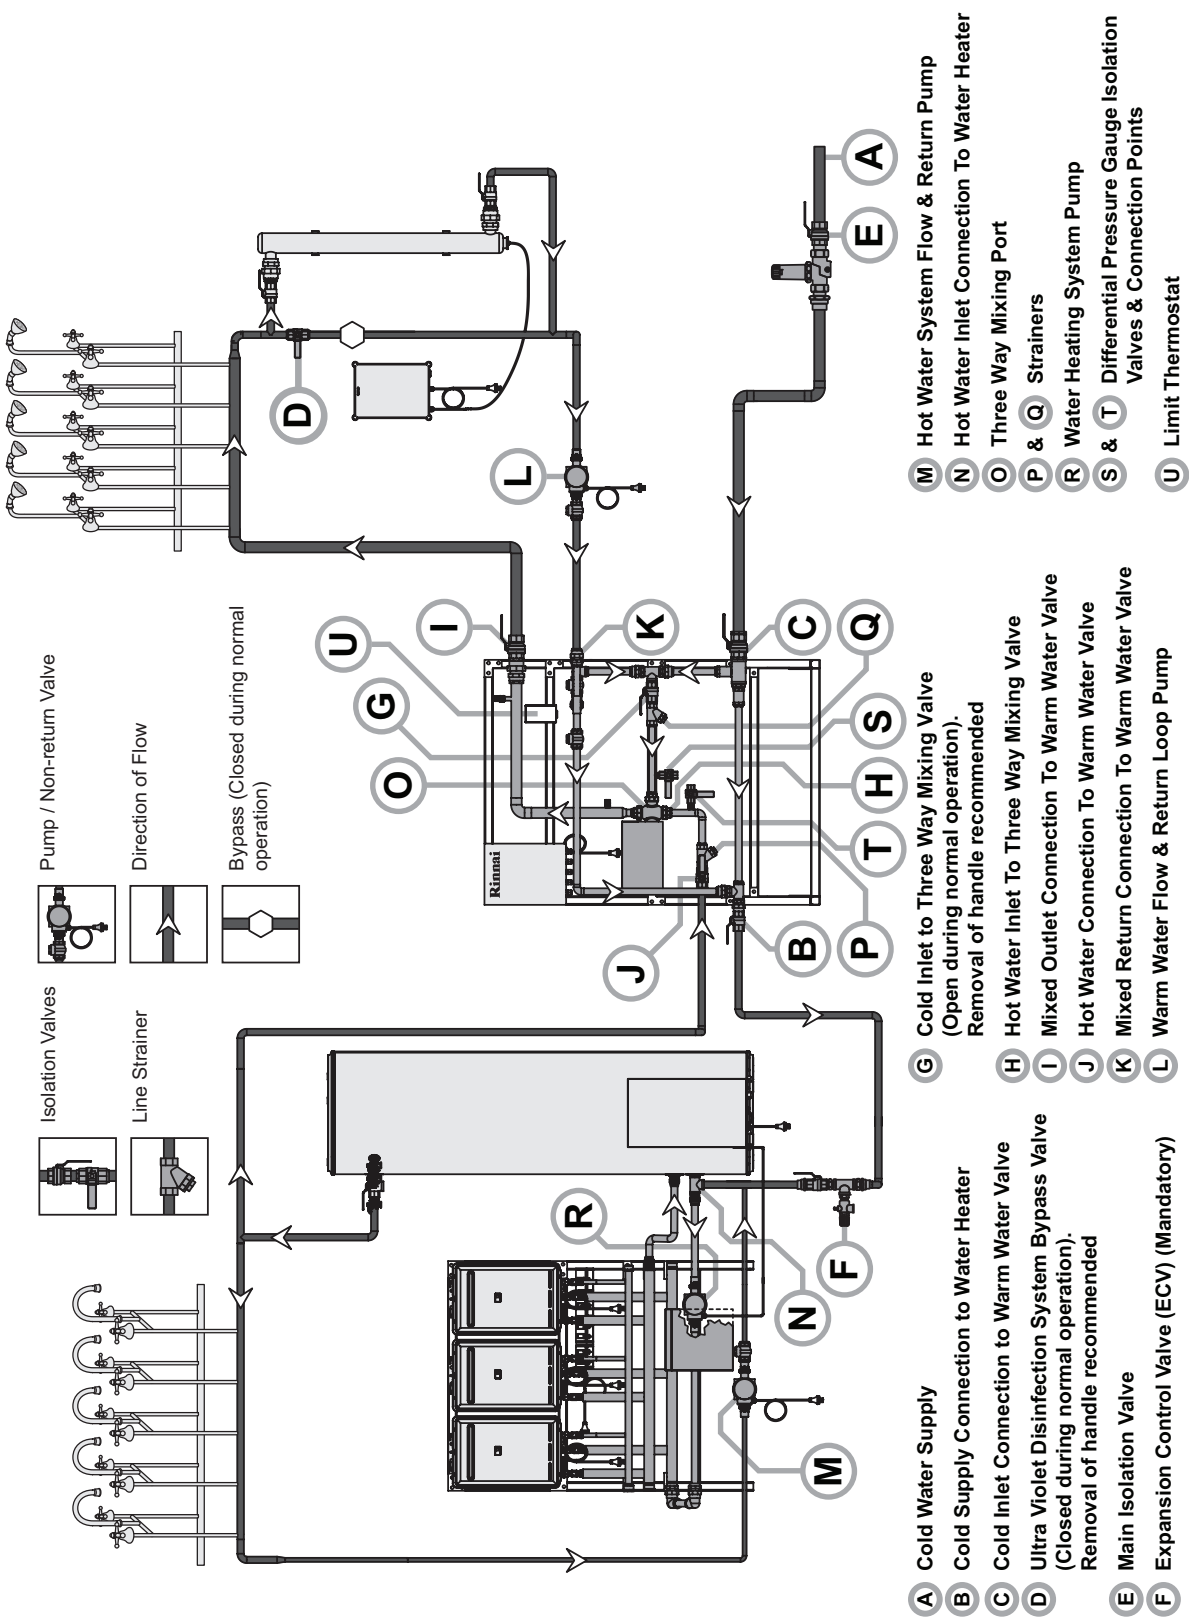 Isolation Valves
Line Strainer
Pump / Non-return Valve
Direction of Flow
Bypass (Closed during normal
operation)
U
G
O
I
L
D
K
C
Q
S
H
T
P
B
J
E
A
R
N
F
M
Rinnai
A Cold Water Supply
B Cold Supply Connection to Water Heater
C Cold Inlet Connection to Warm Water Valve
D Ultra Violet Disinfection System Bypass Valve
(Closed during normal operation).
Removal of handle recommended
E Main Isolation Valve
F Expansion Control Valve (ECV) (Mandatory)
G Cold Inlet to Three Way Mixing Valve
(Open during normal operation).
Removal of handle recommended
H Hot Water Inlet To Three Way Mixing Valve
I Mixed Outlet Connection To Warm Water Valve
J Hot Water Connection To Warm Water Valve
K Mixed Return Connection To Warm Water Valve
L Warm Water Flow & Return Loop Pump
M Hot Water System Flow & Return Pump
N Hot Water Inlet Connection To Water Heater
O Three Way Mixing Port
P & Q Strainers
R Water Heating System Pump
S & T Differential Pressure Gauge Isolation
Valves & Connection Points
U Limit Thermostat